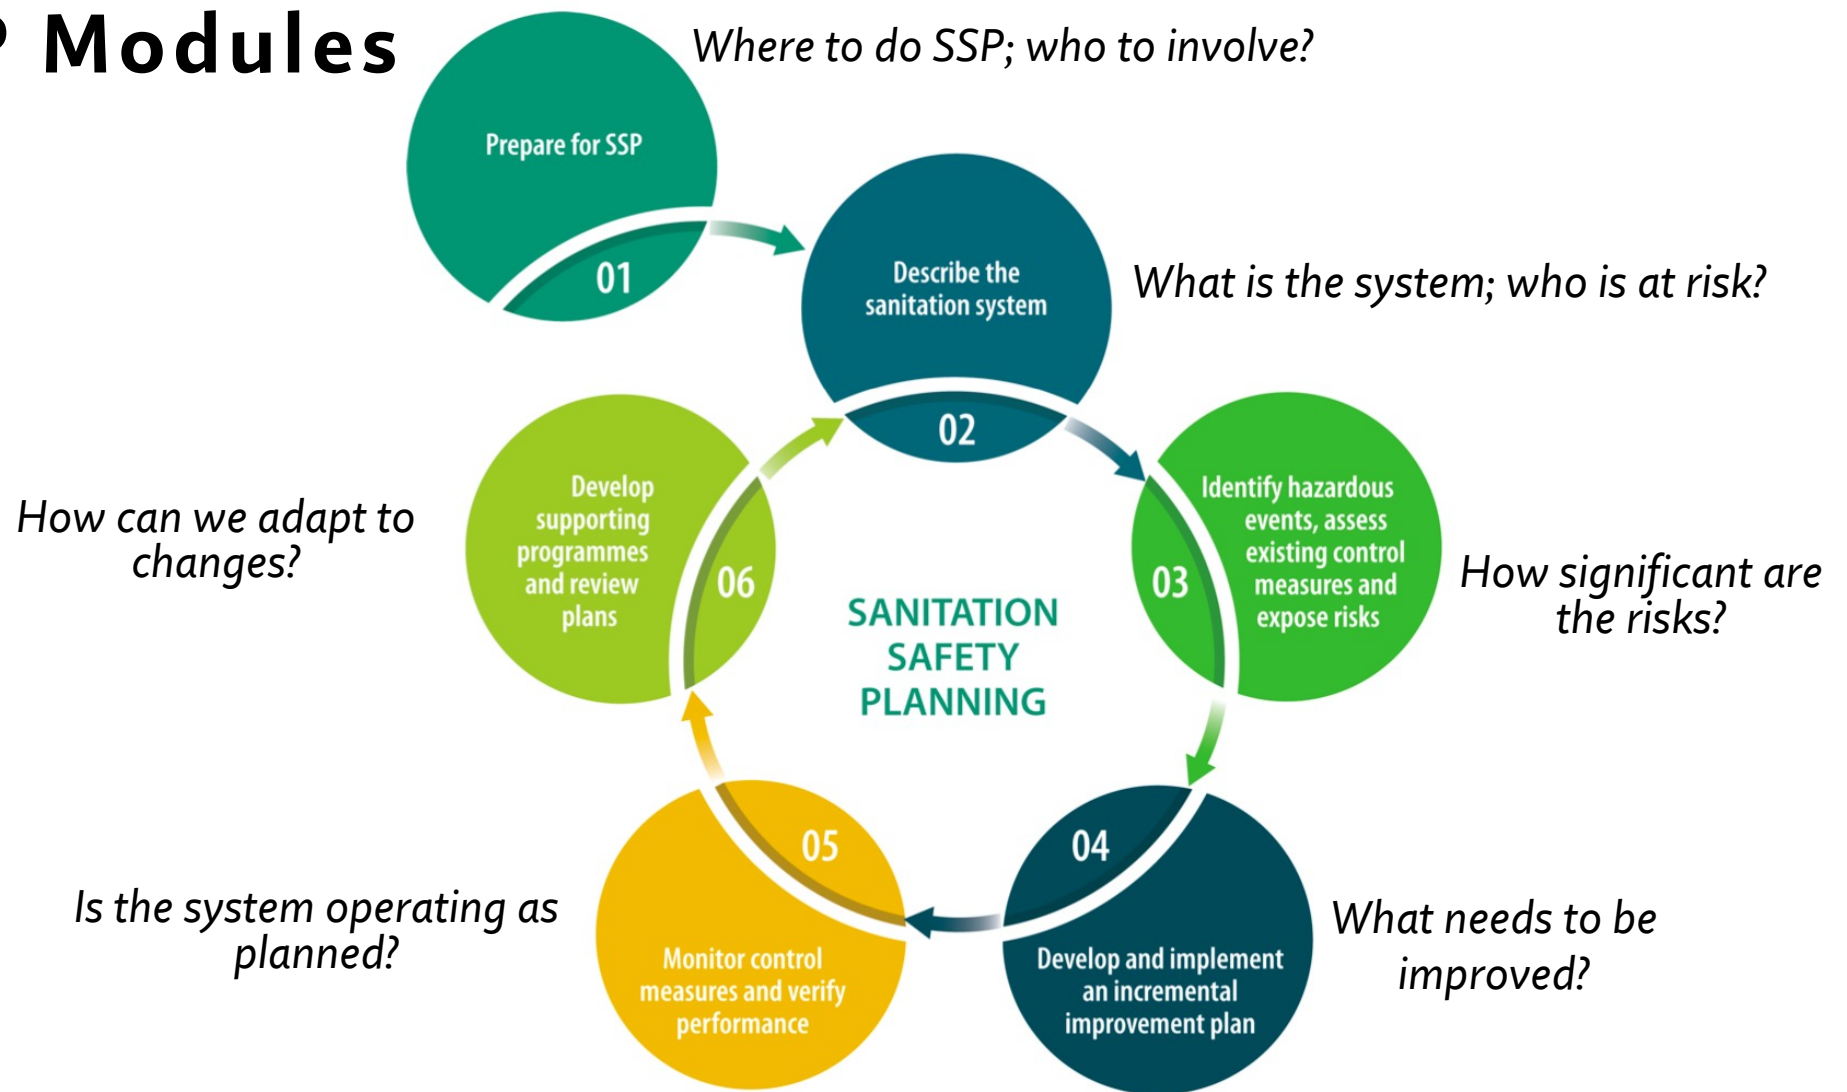 P Modules
Where to do SSP; who to involve?
Prepare for SSP
01
Describe the
sanitation system
02
What is the system; who is at risk?
Identify hazardous
events, assess
existing control
measures and
expose risks
03
How significant are
the risks?
Develop and implement
an incremental
improvement plan
04
What needs to be
improved?
Monitor control
measures and verify
performance
05
Is the system operating as
planned?
Develop
supporting
programmes
and review
plans
06
How can we adapt to
changes?
SANITATION
SAFETY
PLANNING